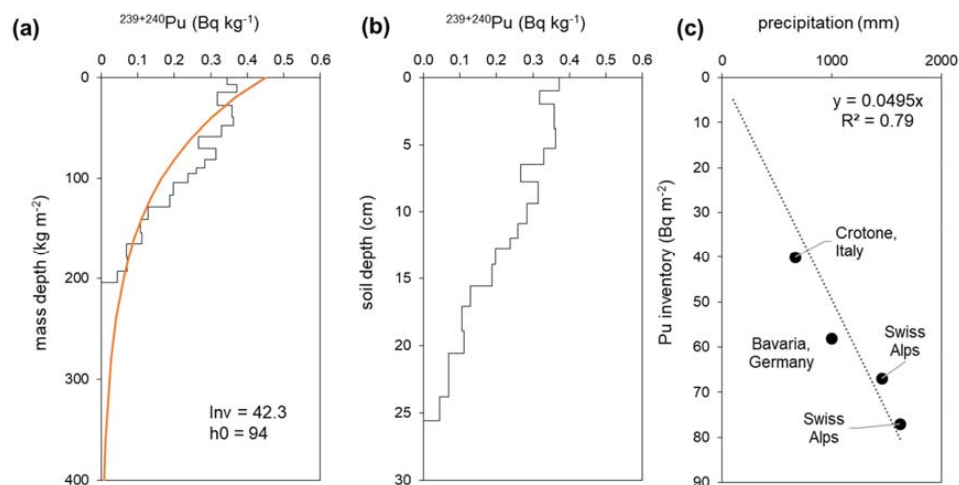 (a)
²³⁹⁺²⁴⁰Pu (Bq kg⁻¹)
0 0.1 0.2 0.3 0.4 0.5 0.6
mass depth (kg m⁻²)
0
100
200
300
400
Inv = 42.3
h0 = 94
(b)
²³⁹⁺²⁴⁰Pu (Bq kg⁻¹)
0.0 0.1 0.2 0.3 0.4 0.5 0.6
soil depth (cm)
0
5
10
15
20
25
30
(c)
precipitation (mm)
0 1000 2000
Pu inventory (Bq m⁻²)
0
10
20
30
40
50
60
70
80
90
y = 0.0495x
R² = 0.79
Crotone,
Italy
Bavaria,
Germany
Swiss
Alps
Swiss
Alps